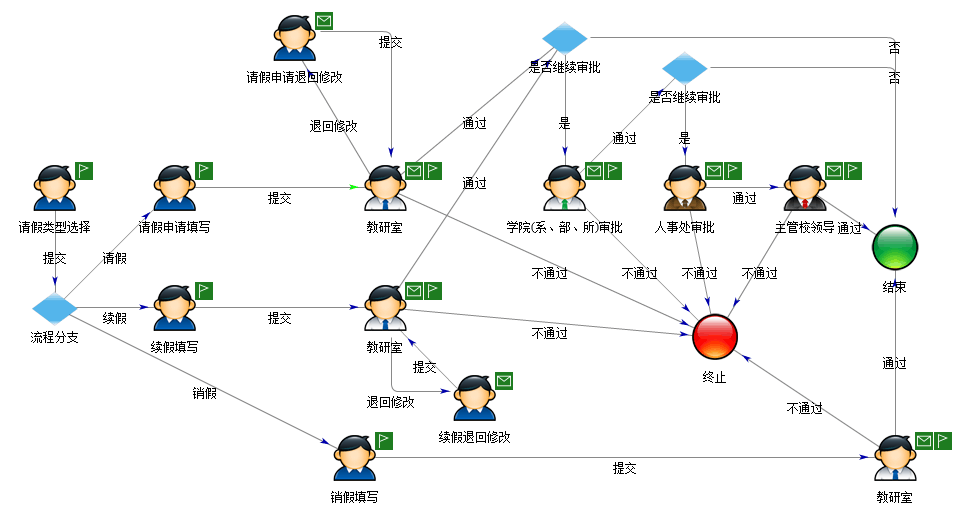 提交
否
是否继续审批
请假申请退回修改
否
是否继续审批
退回修改
通过
是
通过
是
通过
请假类型选择
请假申请填写
提交
教研室
学院(系、部、所)审批
人事处审批
通过
主管校领导
通过
提交
请假
不通过
不通过
不通过
不通过
结束
续假
提交
流程分支
续假填写
教研室
不通过
提交
终止
通过
销假
退回修改
不通过
续假退回修改
提交
销假填写
教研室